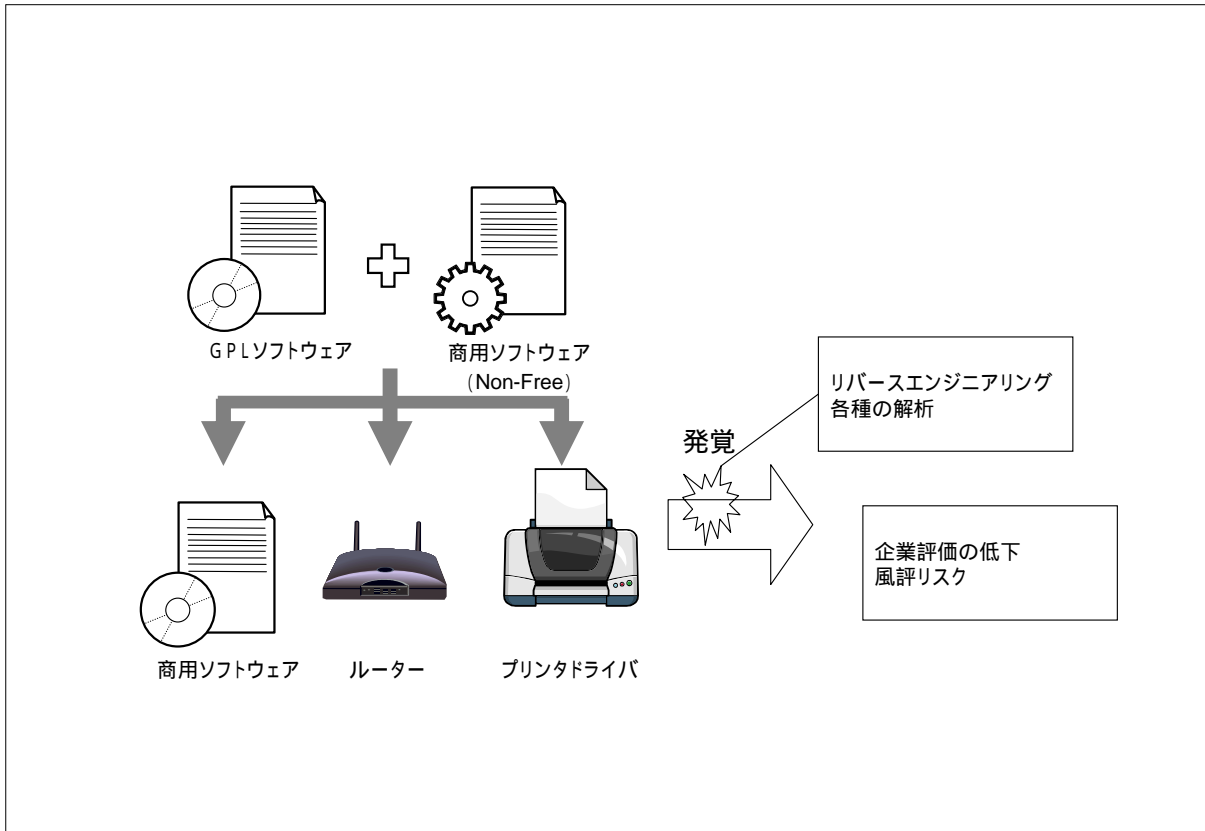 ＧＰＬソフトウェア
商用ソフトウェア
(Non-Free)
リバースエンジニアリング
各種の解析
発覚
企業評価の低下
風評リスク
商用ソフトウェア
ルーター
プリンタドライバ